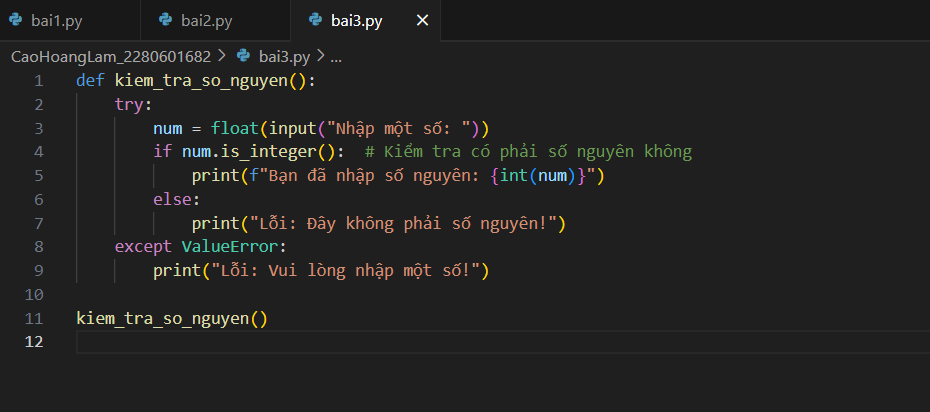 bai1.py bai2.py bai3.py
CaoHoangLam_2280601682 > bai3.py > ...
1 def kiem_tra_so_nguyen():
2 try:
3 num = float(input("Nhập một số: "))
4 if num.is_integer():  # Kiểm tra có phải số nguyên không
5 print(f"Bạn đã nhập số nguyên: {int(num)}")
6 else:
7 print("Lỗi: Đây không phải số nguyên!")
8 except ValueError:
9 print("Lỗi: Vui lòng nhập một số!")
10
11 kiem_tra_so_nguyen()
12